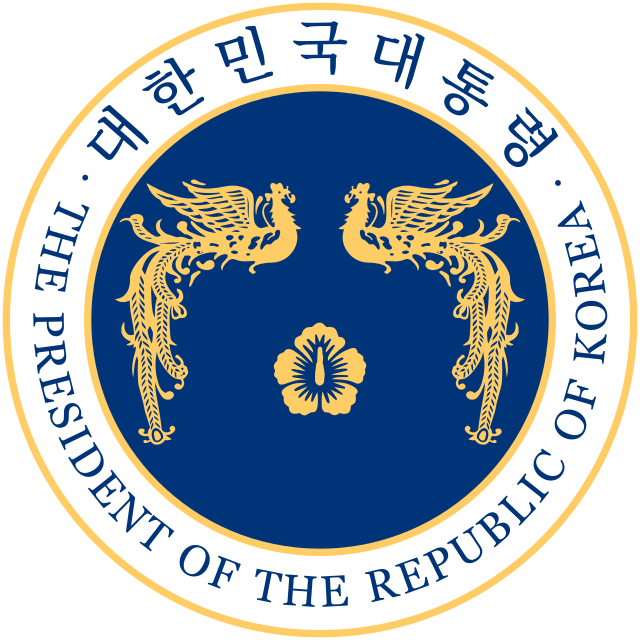 대한민국대통령
THE PRESIDENT OF THE REPUBLIC OF KOREA